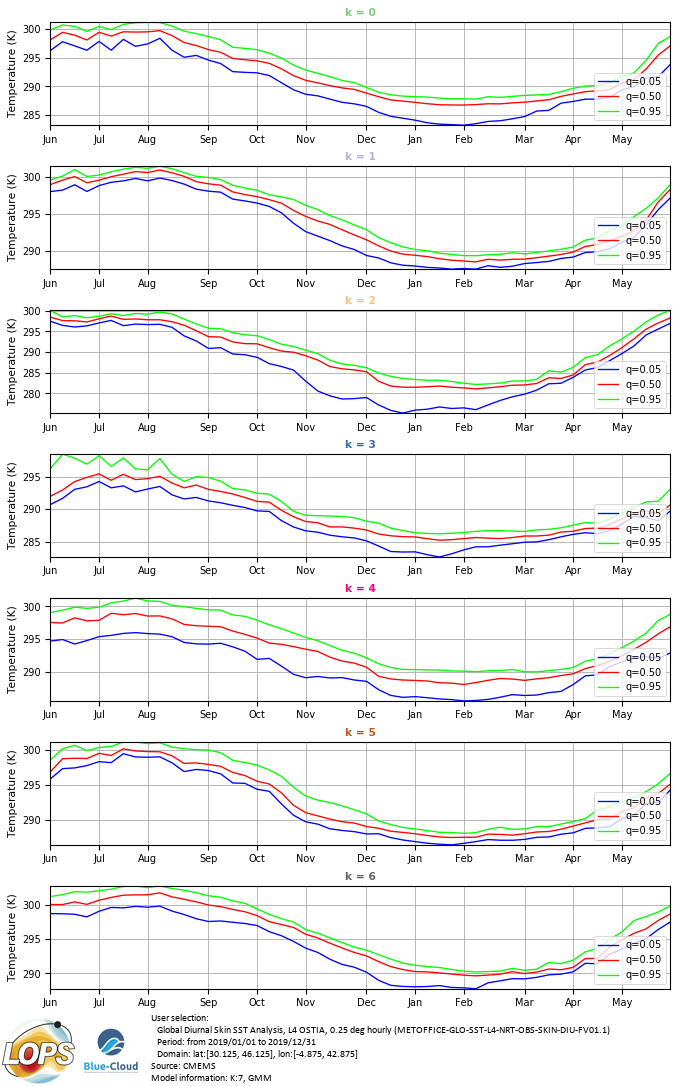 k = 0
Temperature (K)
300
295
290
285
q=0.05
q=0.50
q=0.95
Jun Jul Aug Sep Oct Nov Dec Jan Feb Mar Apr May
k = 1
Temperature (K)
300
295
290
q=0.05
q=0.50
q=0.95
Jun Jul Aug Sep Oct Nov Dec Jan Feb Mar Apr May
k = 2
Temperature (K)
300
295
290
285
280
q=0.05
q=0.50
q=0.95
Jun Jul Aug Sep Oct Nov Dec Jan Feb Mar Apr May
k = 3
Temperature (K)
295
290
285
q=0.05
q=0.50
q=0.95
Jun Jul Aug Sep Oct Nov Dec Jan Feb Mar Apr May
k = 4
Temperature (K)
300
295
290
q=0.05
q=0.50
q=0.95
Jun Jul Aug Sep Oct Nov Dec Jan Feb Mar Apr May
k = 5
Temperature (K)
300
295
290
q=0.05
q=0.50
q=0.95
Jun Jul Aug Sep Oct Nov Dec Jan Feb Mar Apr May
k = 6
Temperature (K)
300
295
290
q=0.05
q=0.50
q=0.95
Jun Jul Aug Sep Oct Nov Dec Jan Feb Mar Apr May
LOPS
Blue-Cloud
User selection:
Global Diurnal Skin SST Analysis, L4 OSTIA, 0.25 deg hourly (METOFFICE-GLO-SST-L4-NRT-OBS-SKIN-DIU-FV01.1)
Period: from 2019/01/01 to 2019/12/31
Domain: lat:[30.125, 46.125], lon:[-4.875, 42.875]
Source: CMEMS
Model information: K:7, GMM